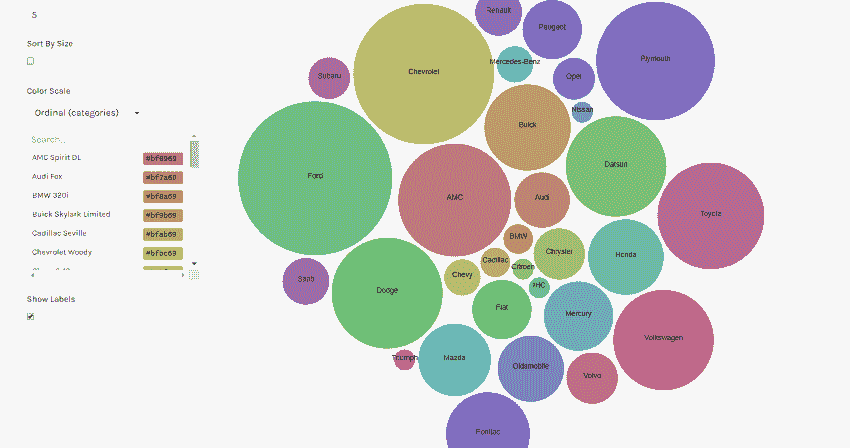 5
Sort By Size
Color Scale
Ordinal (categories)
Search...
AMC Spirit DL #bf6969
Audi Fox #bf7a69
BMW 320i #bf8a69
Buick Skylark Limited #bf9b69
Cadillac Seville #bfab69
Chevrolet Woody #bfbc69
Show Labels
Renault
Peugeot
Plymouth
Mercedes-Benz
Chevrolet
Subaru
Opel
Nissan
Buick
Datsun
Ford
AMC
Audi
Toyota
BMW
Chrysler
Honda
Cadillac
Citroen
Chevy
Saab
HC
Dodge
Fiat
Mercury
Volkswagen
Triumph
Mazda
Oldsmobile
Volvo
Pontiac